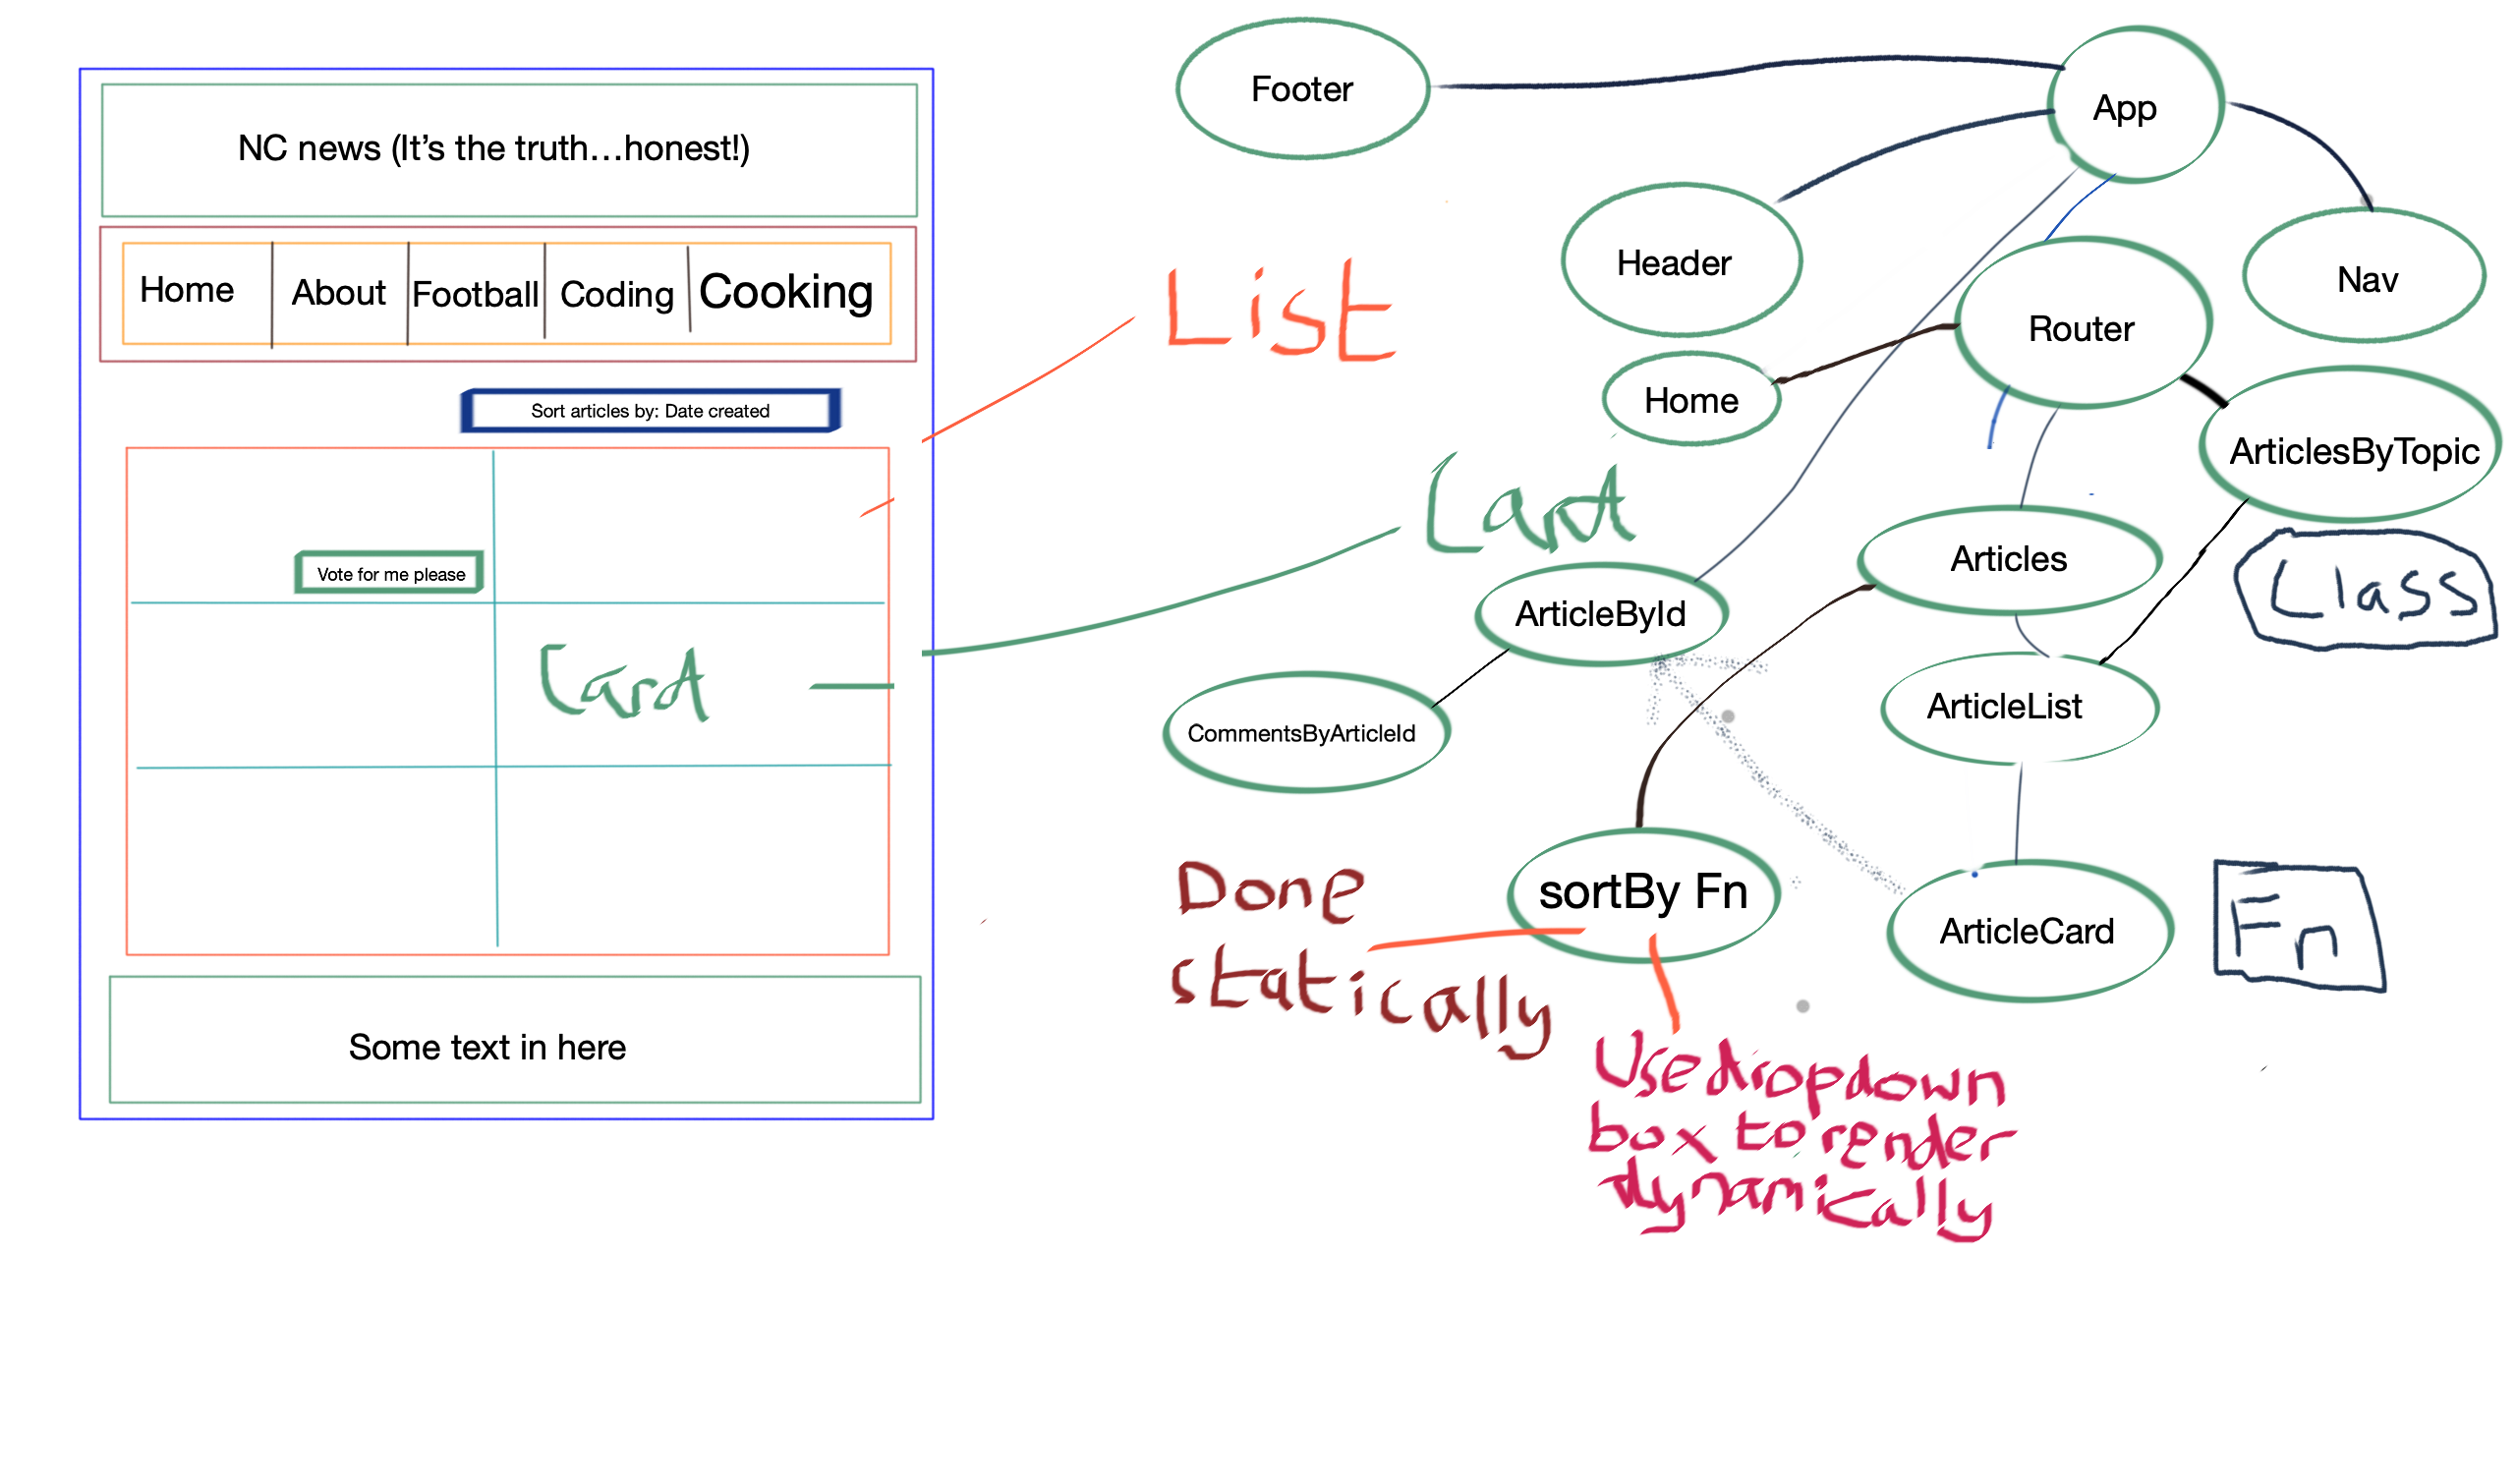 NC news (It's the truth...honest!)
Home About Football Coding Cooking
Sort articles by: Date created
Vote for me please
Card
Some text in here
List
Card
Footer
App
Header
Nav
Router
Home
ArticlesByTopic
Articles
Class
ArticleById
ArticleList
CommentsByArticleId
sortBy Fn
ArticleCard
Fn
Done
statically
Use dropdown
box to render
dynamically